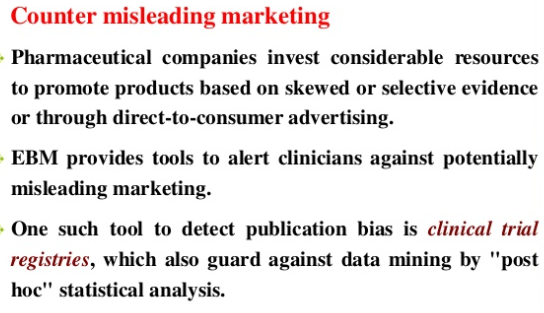 Counter misleading marketing
Pharmaceutical companies invest considerable resources
to promote products based on skewed or selective evidence
or through direct-to-consumer advertising.
EBM provides tools to alert clinicians against potentially
misleading marketing.
One such tool to detect publication bias is clinical trial
registries, which also guard against data mining by "post
hoc" statistical analysis.